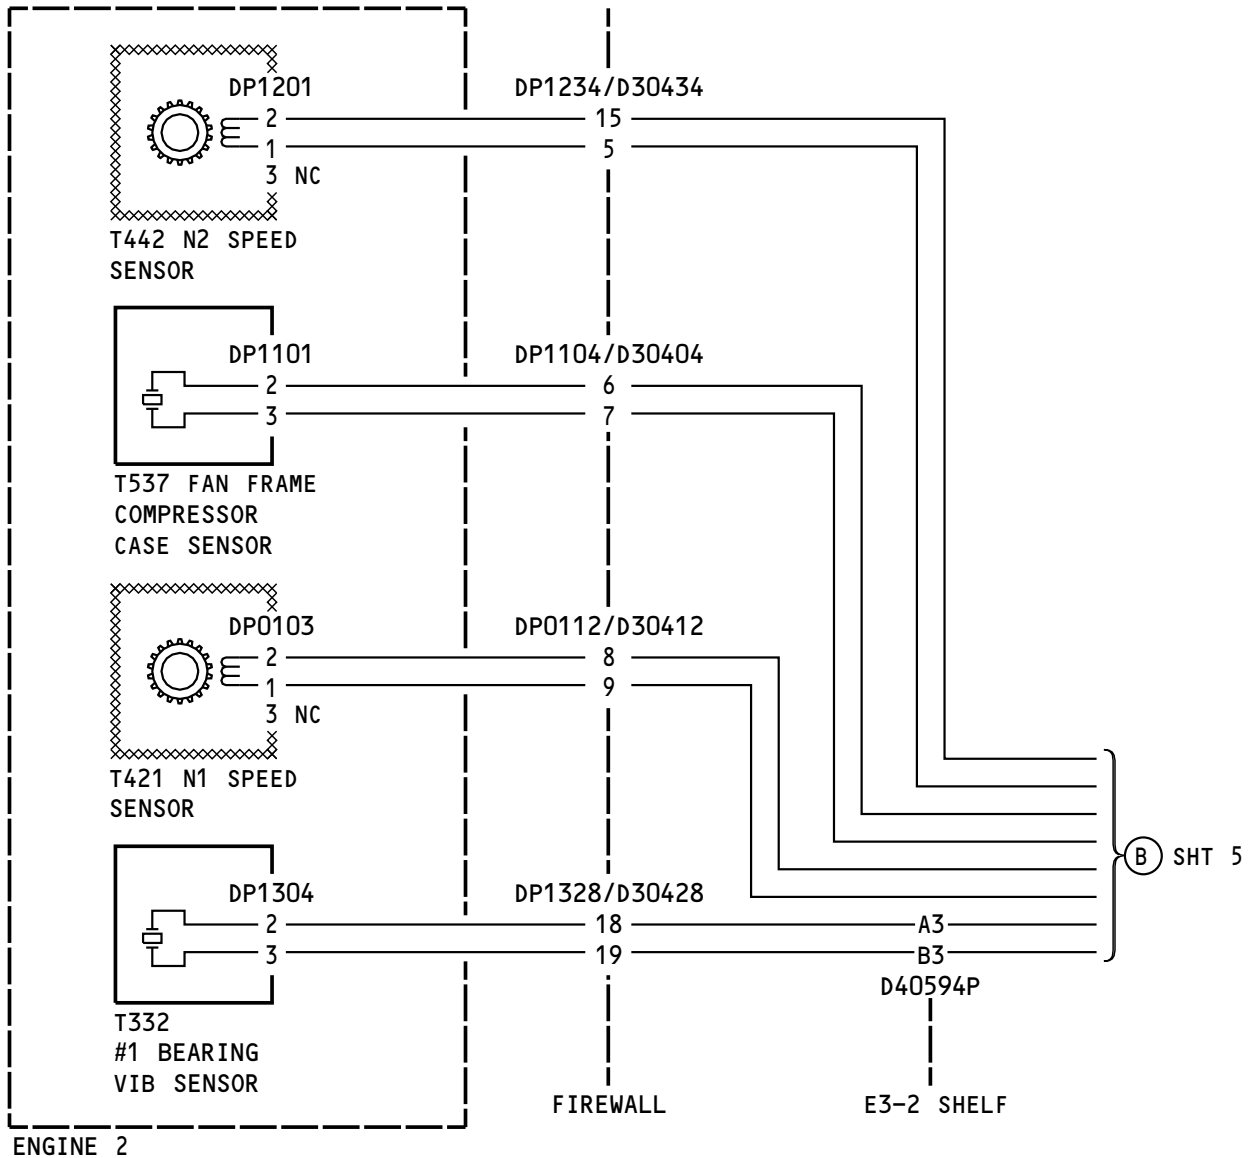 DP1201 DP1234/D30434
2 15
1 5
3 NC
T442 N2 SPEED
SENSOR
DP1101 DP1104/D30404
2 6
3 7
T537 FAN FRAME
COMPRESSOR
CASE SENSOR
DP0103 DP0112/D30412
2 8
1 9
3 NC
T421 N1 SPEED
SENSOR
B SHT 5
DP1304 DP1328/D30428
2 18 A3
3 19 B3
D40594P
T332
#1 BEARING
VIB SENSOR
FIREWALL E3-2 SHELF
ENGINE 2